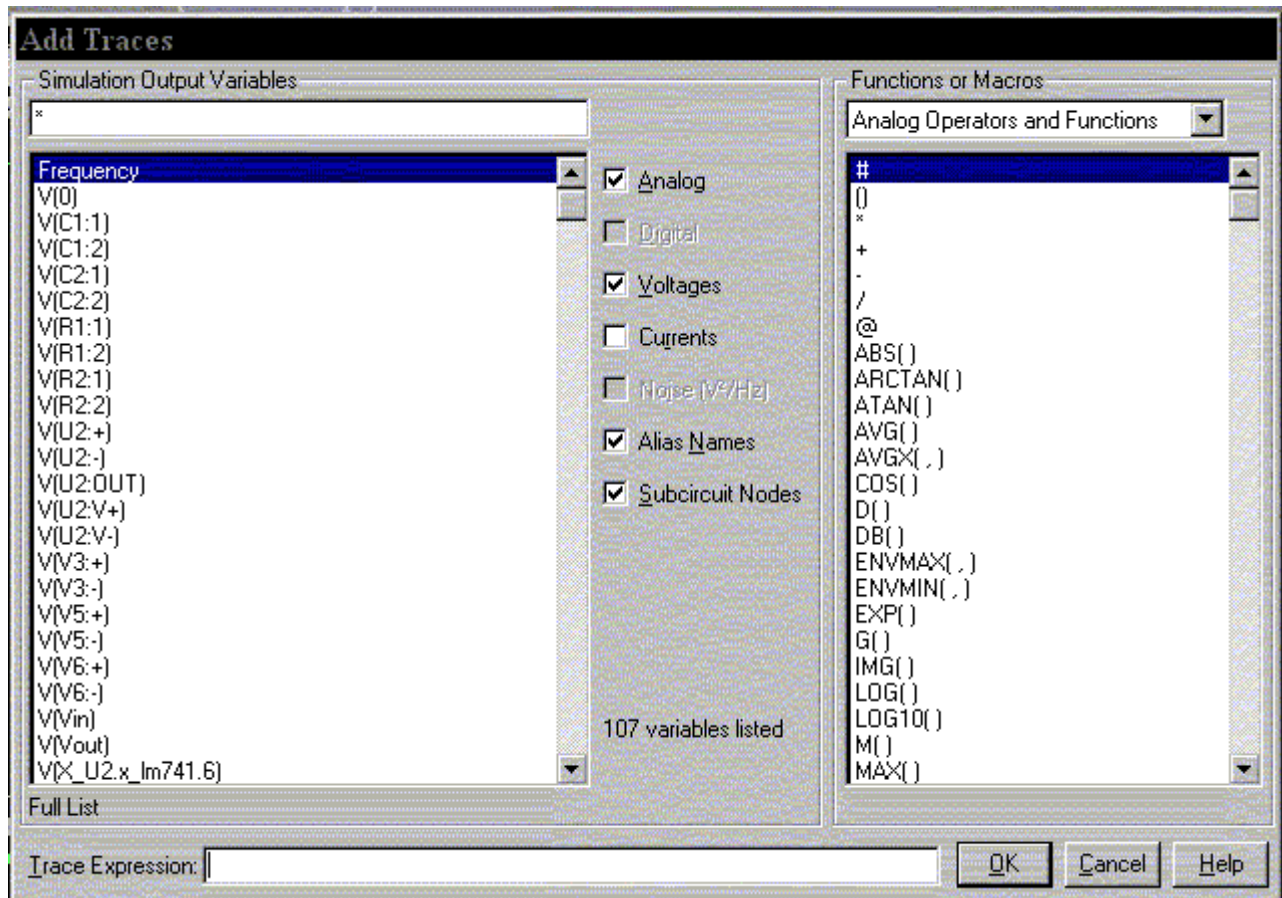 Add Traces
Simulation Output Variables
*
Frequency
V(0)
V(C1:1)
V(C1:2)
V(C2:1)
V(C2:2)
V(R1:1)
V(R1:2)
V(R2:1)
V(R2:2)
V(U2:+)
V(U2:-)
V(U2:OUT)
V(U2:V+)
V(U2:V-)
V(V3:+)
V(V3:-)
V(V5:+)
V(V5:-)
V(V6:+)
V(V6:-)
V(Vin)
V(Vout)
V(X_U2.x_lm741.6)
Full List
Analog
Digital
Voltages
Currents
Noise (V²/Hz)
Alias Names
Subcircuit Nodes
107 variables listed
Functions or Macros
Analog Operators and Functions
#
()
*
+
-
/
@
ABS( )
ARCTAN( )
ATAN( )
AVG( )
AVGX( , )
COS( )
D( )
DB( )
ENVMAX( , )
ENVMIN( , )
EXP( )
G( )
IMG( )
LOG( )
LOG10( )
M( )
MAX( )
Trace Expression:
OK
Cancel
Help